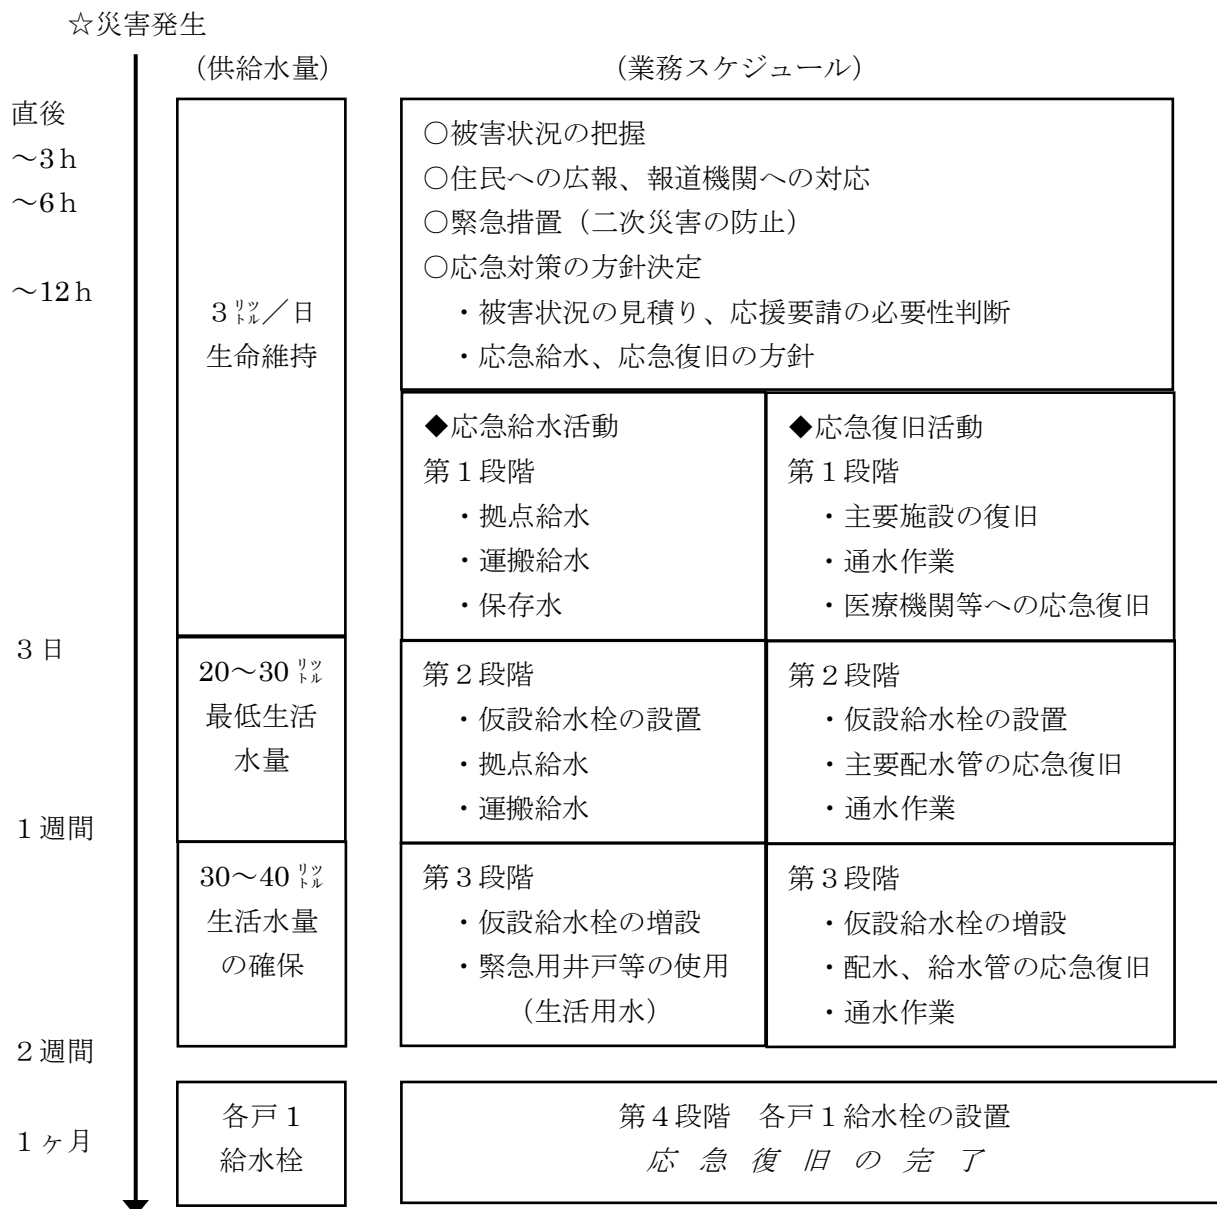 ☆災害発生
(供給水量)
(業務スケジュール)
直後
～3h
～6h
～12h
3日
1週間
2週間
1ヶ月
3㍑／日
生命維持
20～30㍑
最低生活
水量
30～40㍑
生活水量
の確保
各戸1
給水栓
○被害状況の把握
○住民への広報、報道機関への対応
○緊急措置(二次災害の防止)
○応急対策の方針決定
・被害状況の見積り、応援要請の必要性判断
・応急給水、応急復旧の方針
◆応急給水活動
第1段階
・拠点給水
・運搬給水
・保存水
◆応急復旧活動
第1段階
・主要施設の復旧
・通水作業
・医療機関等への応急復旧
第2段階
・仮設給水栓の設置
・拠点給水
・運搬給水
第2段階
・仮設給水栓の設置
・主要配水管の応急復旧
・通水作業
第3段階
・仮設給水栓の増設
・緊急用井戸等の使用
(生活用水)
第3段階
・仮設給水栓の増設
・配水、給水管の応急復旧
・通水作業
第4段階　各戸1給水栓の設置
応急復旧の完了